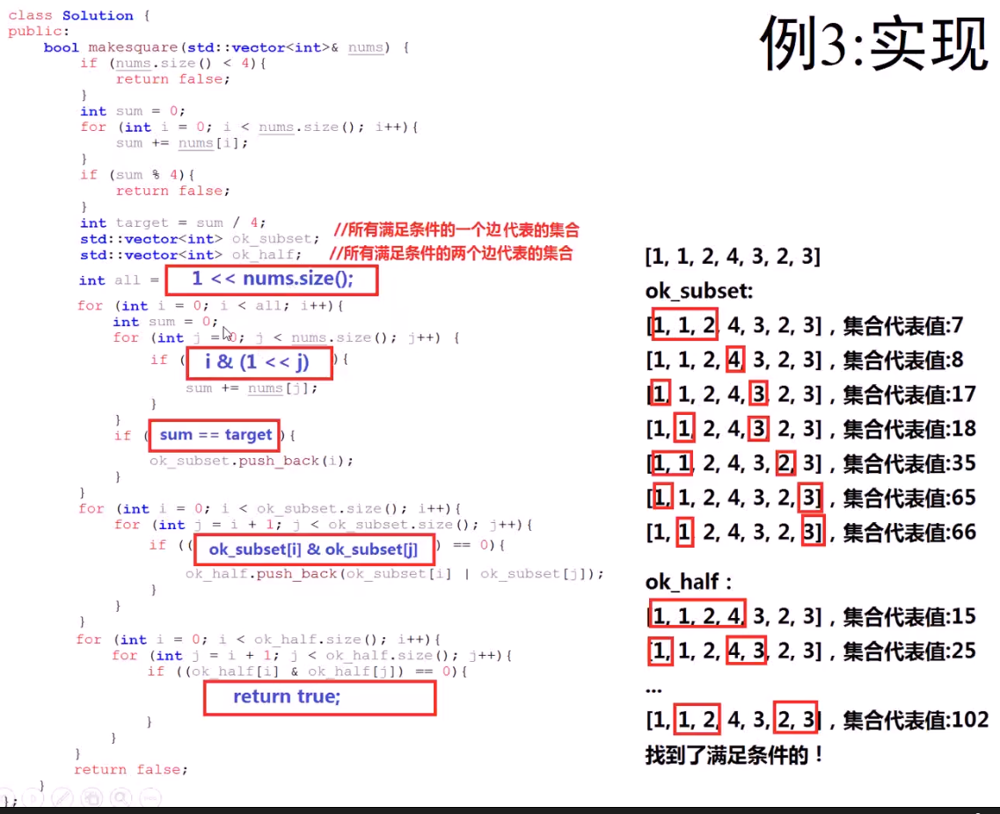 例3:实现
class Solution {
public:
bool makesquare(std::vector<int>& nums) {
if (nums.size() < 4){
return false;
}
int sum = 0;
for (int i = 0; i < nums.size(); i++){
sum += nums[i];
}
if (sum % 4){
return false;
}
int target = sum / 4;
std::vector<int> ok_subset; //所有满足条件的一个边代表的集合
std::vector<int> ok_half; //所有满足条件的两个边代表的集合
int all = 1 << nums.size();
for (int i = 0; i < all; i++){
int sum = 0;
for (int j = 0; j < nums.size(); j++) {
if ( i & (1 << j) ){
sum += nums[j];
}
}
if ( sum == target ){
ok_subset.push_back(i);
}
}
for (int i = 0; i < ok_subset.size(); i++){
for (int j = i + 1; j < ok_subset.size(); j++){
if (( ok_subset[i] & ok_subset[j] ) == 0){
ok_half.push_back(ok_subset[i] | ok_subset[j]);
}
}
}
for (int i = 0; i < ok_half.size(); i++){
for (int j = i + 1; j < ok_half.size(); j++){
if ((ok_half[i] & ok_half[j]) == 0){
return true;
}
}
}
return false;
}
};
[1, 1, 2, 4, 3, 2, 3]
ok_subset:
[1, 1, 2, 4, 3, 2, 3]，集合代表值:7
[1, 1, 2, 4, 3, 2, 3]，集合代表值:8
[1, 1, 2, 4, 3, 2, 3]，集合代表值:17
[1, 1, 2, 4, 3, 2, 3]，集合代表值:18
[1, 1, 2, 4, 3, 2, 3]，集合代表值:35
[1, 1, 2, 4, 3, 2, 3]，集合代表值:65
[1, 1, 2, 4, 3, 2, 3]，集合代表值:66
ok_half：
[1, 1, 2, 4, 3, 2, 3]，集合代表值:15
[1, 1, 2, 4, 3, 2, 3]，集合代表值:25
...
[1, 1, 2, 4, 3, 2, 3]，集合代表值:102
找到了满足条件的！